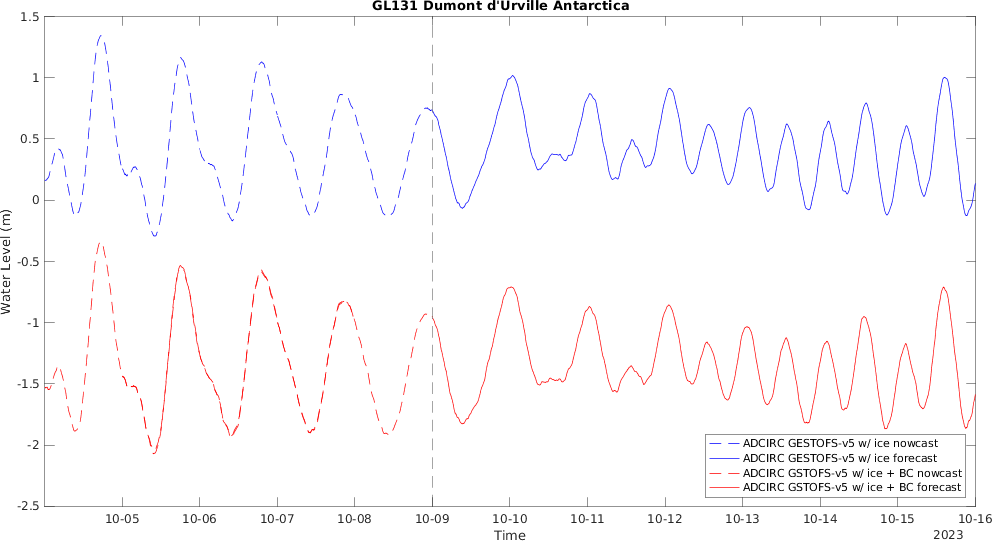 GL131 Dumont d'Urville Antarctica
1.5
1
0.5
0
-0.5
-1
-1.5
-2
-2.5
Water Level (m)
ADCIRC GESTOFS-v5 w/ ice nowcast
ADCIRC GESTOFS-v5 w/ ice forecast
ADCIRC GSTOFS-v5 w/ ice + BC nowcast
ADCIRC GSTOFS-v5 w/ ice + BC forecast
10-05 10-06 10-07 10-08 10-09 10-10 10-11 10-12 10-13 10-14 10-15 10-16
Time
2023